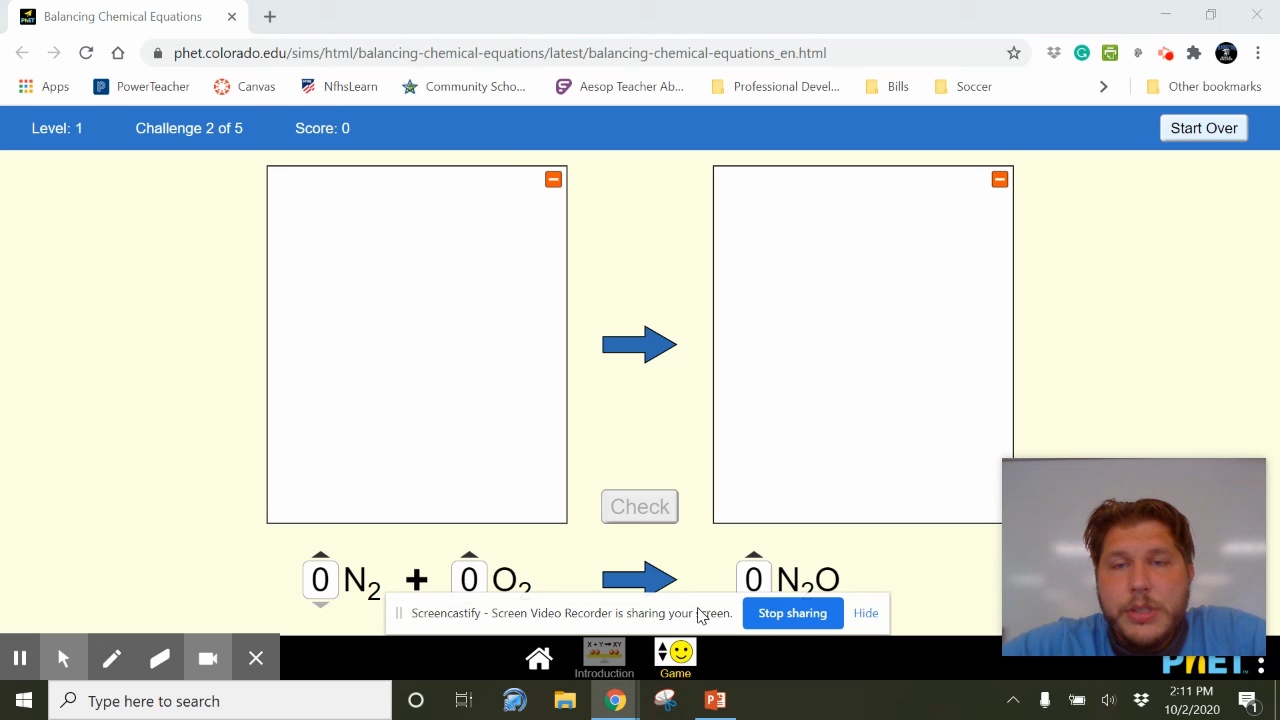 Balancing Chemical Equations
phet.colorado.edu/sims/html/balancing-chemical-equations/latest/balancing-chemical-equations_en.html
Apps PowerTeacher Canvas NfhsLearn Community Scho... Aesop Teacher Ab... Professional Devel... Bills Soccer Other bookmarks
Level: 1 Challenge 2 of 5 Score: 0 Start Over
Check
0 N2 + 0 O2 0 N2O
Screencastify - Screen Video Recorder is sharing your screen. Stop sharing Hide
X + Y → XY
Introduction Game
PhET
Type here to search
2:11 PM
10/2/2020
1